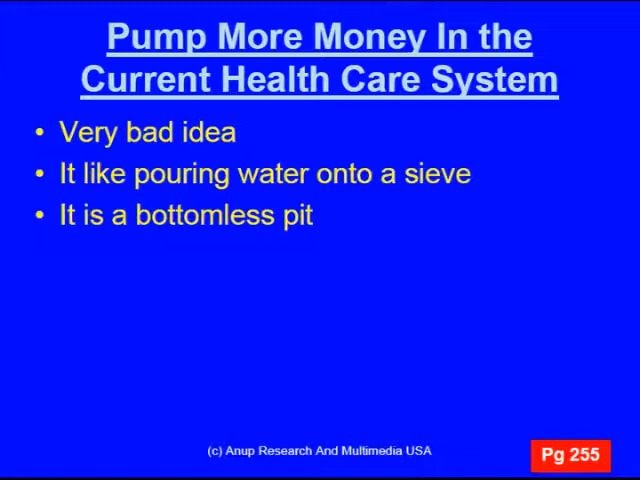 Pump More Money In the
Current Health Care System
• Very bad idea
• It like pouring water onto a sieve
• It is a bottomless pit
(c) Anup Research And Multimedia USA
Pg 255